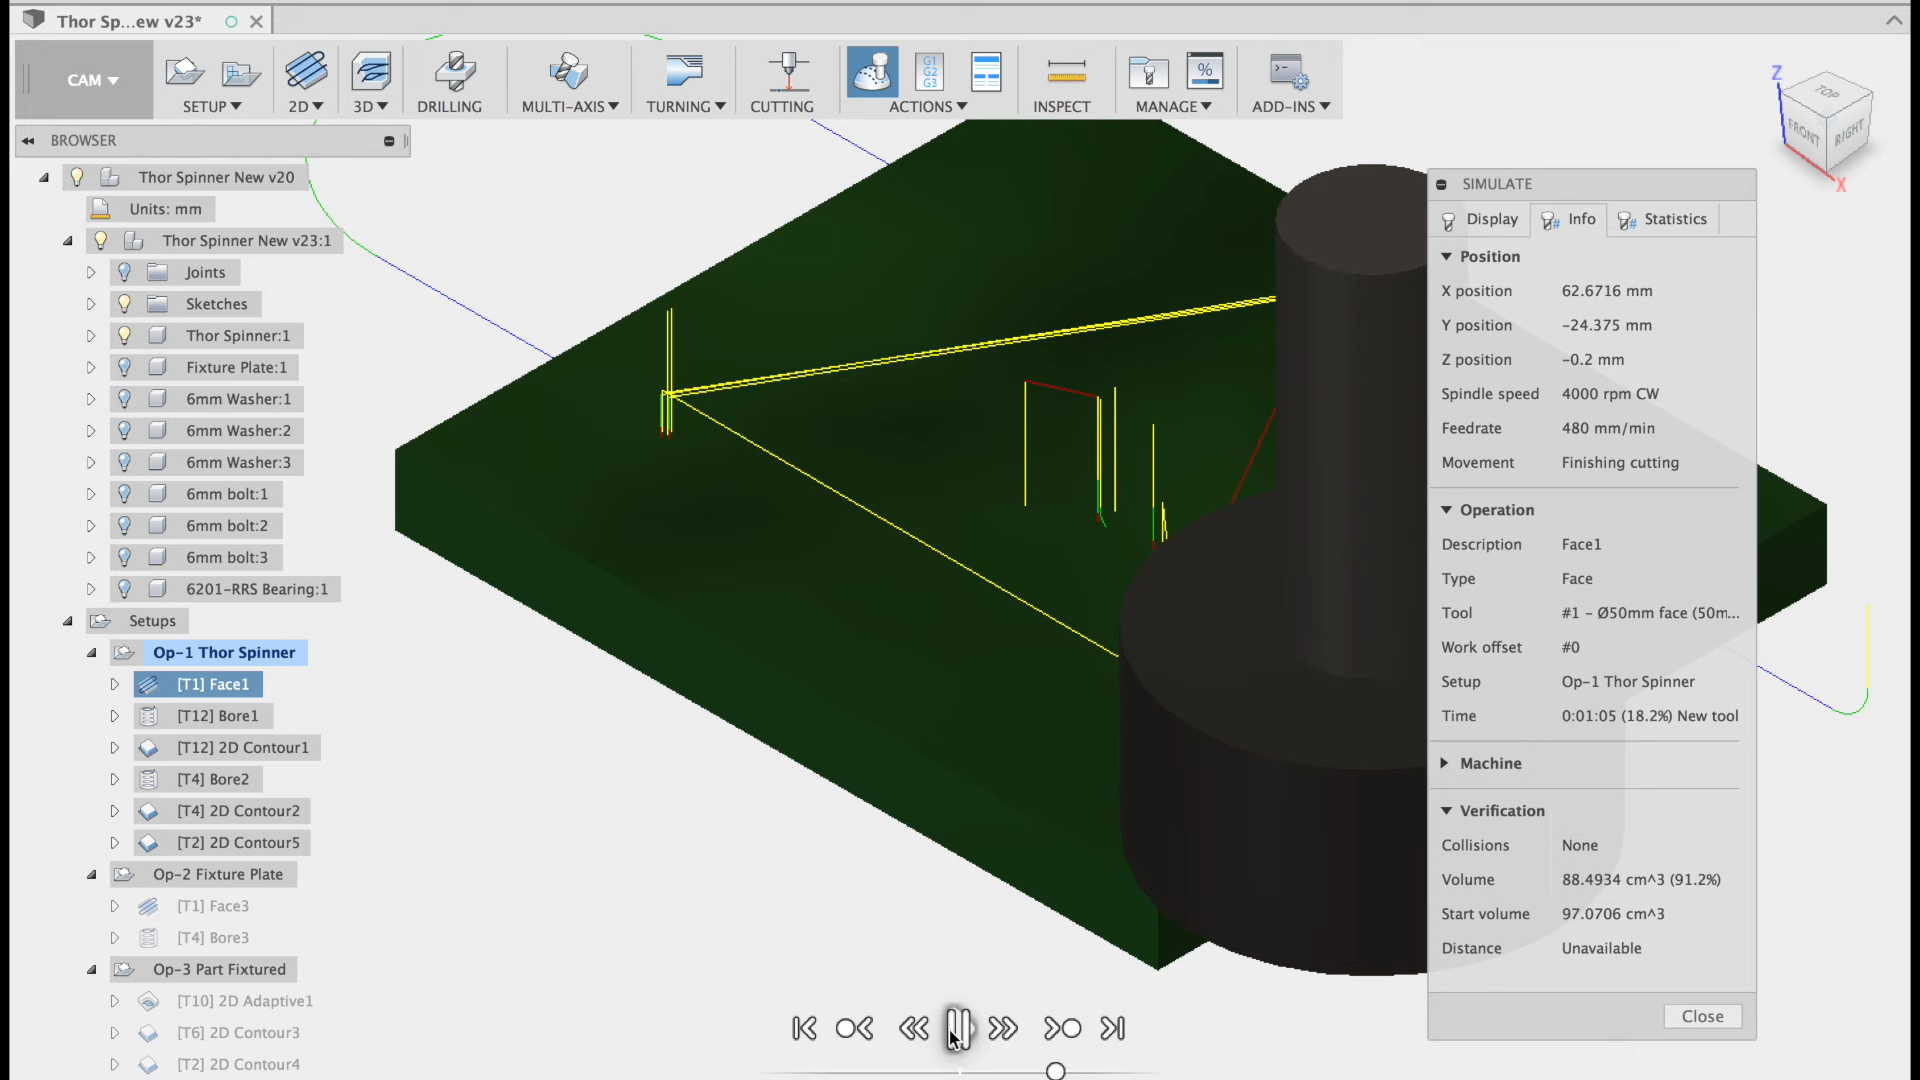 Thor Sp...ew v23*
CAM
SETUP
2D
3D
DRILLING
MULTI-AXIS
TURNING
CUTTING
G1
G2
G3
ACTIONS
INSPECT
%
MANAGE
ADD-INS
Z
TOP
FRONT
RIGHT
X
BROWSER
Thor Spinner New v20
Units: mm
Thor Spinner New v23:1
Joints
Sketches
Thor Spinner:1
Fixture Plate:1
6mm Washer:1
6mm Washer:2
6mm Washer:3
6mm bolt:1
6mm bolt:2
6mm bolt:3
6201-RRS Bearing:1
Setups
Op-1 Thor Spinner
[T1] Face1
[T12] Bore1
[T12] 2D Contour1
[T4] Bore2
[T4] 2D Contour2
[T2] 2D Contour5
Op-2 Fixture Plate
[T1] Face3
[T4] Bore3
Op-3 Part Fixtured
[T10] 2D Adaptive1
[T6] 2D Contour3
[T2] 2D Contour4
SIMULATE
Display Info Statistics
Position
X position 62.6716 mm
Y position -24.375 mm
Z position -0.2 mm
Spindle speed 4000 rpm CW
Feedrate 480 mm/min
Movement Finishing cutting
Operation
Description Face1
Type Face
Tool #1 - Ø50mm face (50m...
Work offset #0
Setup Op-1 Thor Spinner
Time 0:01:05 (18.2%) New tool
Machine
Verification
Collisions None
Volume 88.4934 cm^3 (91.2%)
Start volume 97.0706 cm^3
Distance Unavailable
Close